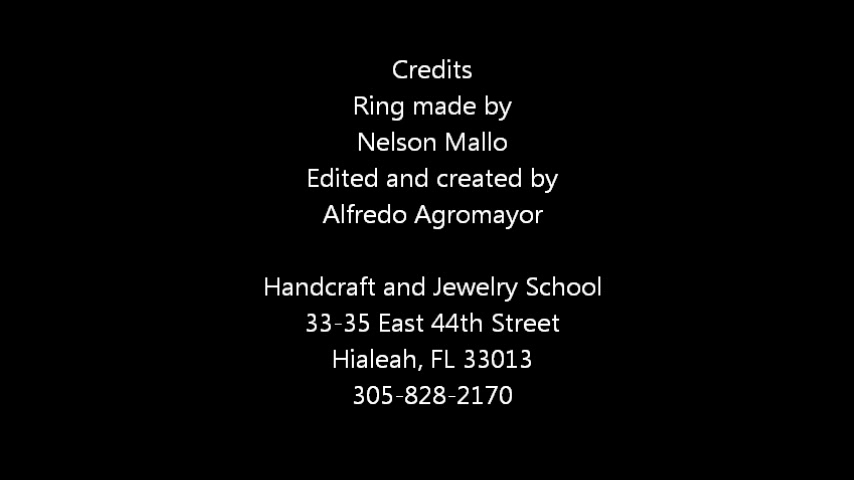 Credits
Ring made by
Nelson Mallo
Edited and created by
Alfredo Agromayor
Handcraft and Jewelry School
33-35 East 44th Street
Hialeah, FL 33013
305-828-2170